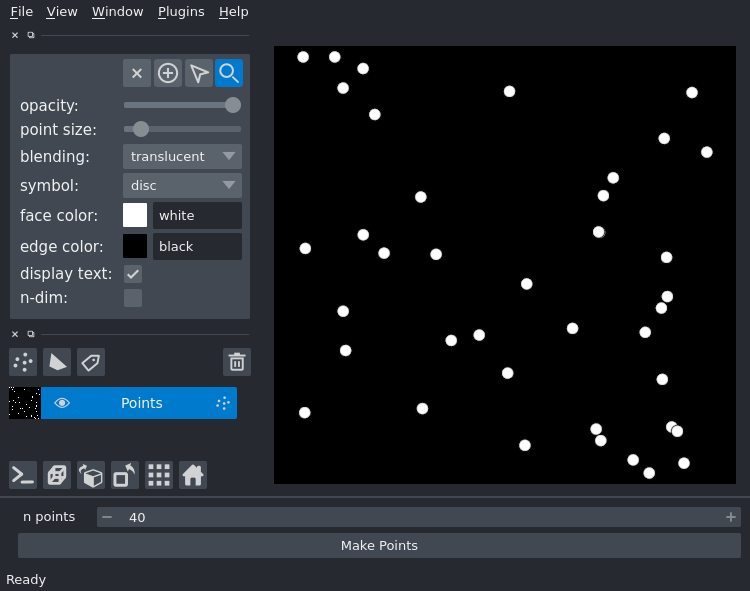 File View Window Plugins Help
opacity:
point size:
blending: translucent
symbol: disc
face color: white
edge color: black
display text:
n-dim:
Points
n points 40
Make Points
Ready